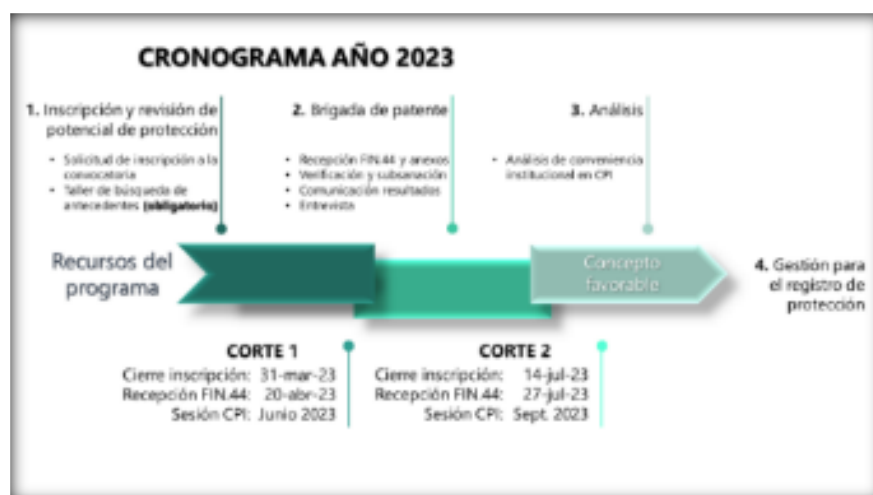 CRONOGRAMA AÑO 2023
1. Inscripción y revisión de
potencial de protección
• Solicitud de inscripción a la
convocatoria
• Taller de búsqueda de
antecedentes (obligatorio)
2. Brigada de patente
• Recepción FIN.44 y anexos
• Verificación y subsanación
• Comunicación resultados
• Entrevista
3. Análisis
• Análisis de conveniencia
institucional en CPI
Recursos del
programa
Concepto
favorable
4. Gestión para
el registro de
protección
CORTE 1
Cierre inscripción: 31-mar-23
Recepción FIN.44: 20-abr-23
Sesión CPI: Junio 2023
CORTE 2
Cierre inscripción: 14-jul-23
Recepción FIN.44: 27-jul-23
Sesión CPI: Sept. 2023